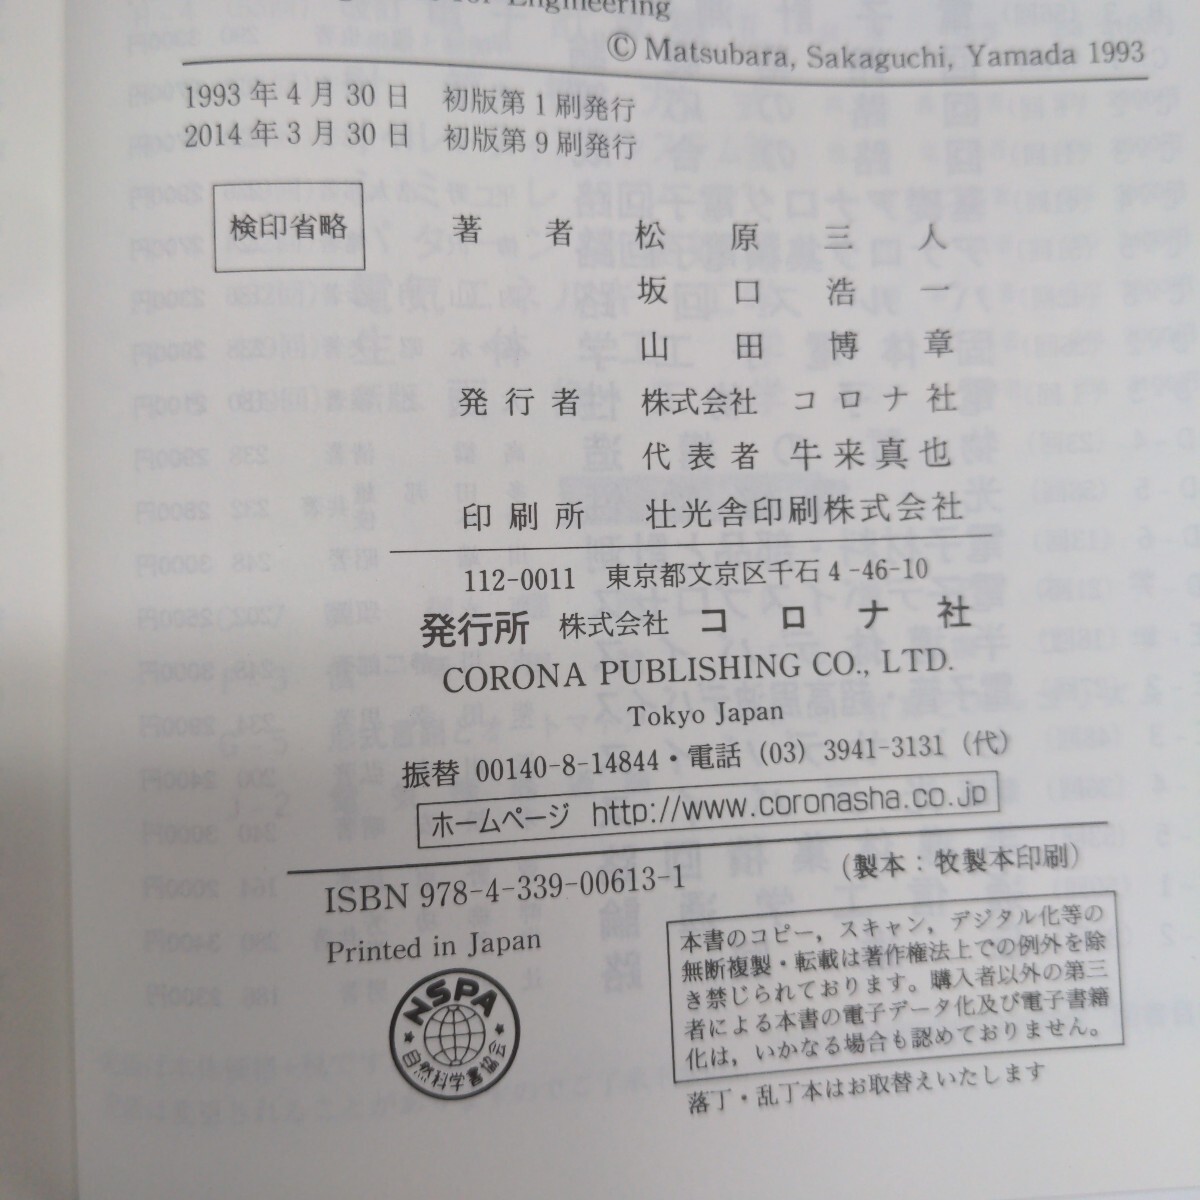 for Engineering
© Matsubara, Sakaguchi, Yamada 1993
1993 年 4 月 30 日 初版第 1 刷発行
2014 年 3 月 30 日 初版第 9 刷発行
検印省略
著 者 松 原 三 人
坂 口 浩 一
山 田 博 章
発 行 者 株式会社 コ ロ ナ 社
代 表 者 牛 来 真 也
印 刷 所 壮光舎印刷株式会社
112-0011 東京都文京区千石 4-46-10
発行所 株式会社 コ ロ ナ 社
CORONA PUBLISHING CO., LTD.
Tokyo Japan
振替 00140-8-14844・電話 (03) 3941-3131 (代)
ホームページ http://www.coronasha.co.jp
ISBN 978-4-339-00613-1
(製本：牧製本印刷)
Printed in Japan
NSPA
自然科学書協会
本書のコピー，スキャン，デジタル化等の
無断複製・転載は著作権法上での例外を除
き禁じられております。購入者以外の第三
者による本書の電子データ化及び電子書籍
化は，いかなる場合も認めておりません。
落丁・乱丁本はお取替えいたします